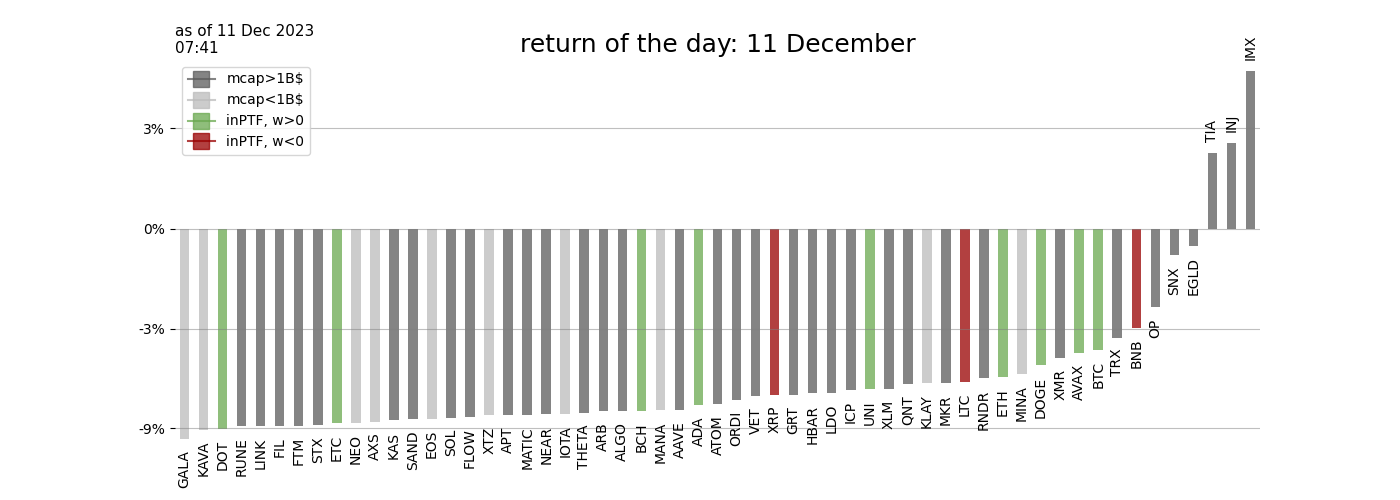 as of 11 Dec 2023
07:41
return of the day: 11 December
mcap>1B$
mcap<1B$
inPTF, w>0
inPTF, w<0
3%
0%
-3%
-9%
GALA
KAVA
DOT
RUNE
LINK
FIL
FTM
STX
ETC
NEO
AXS
KAS
SAND
EOS
SOL
FLOW
XTZ
APT
MATIC
NEAR
IOTA
THETA
ARB
ALGO
BCH
MANA
AAVE
ADA
ATOM
ORDI
VET
XRP
GRT
HBAR
LDO
ICP
UNI
XLM
QNT
KLAY
MKR
LTC
RNDR
ETH
MINA
DOGE
XMR
AVAX
BTC
TRX
BNB
OP
SNX
EGLD
TIA
INJ
IMX